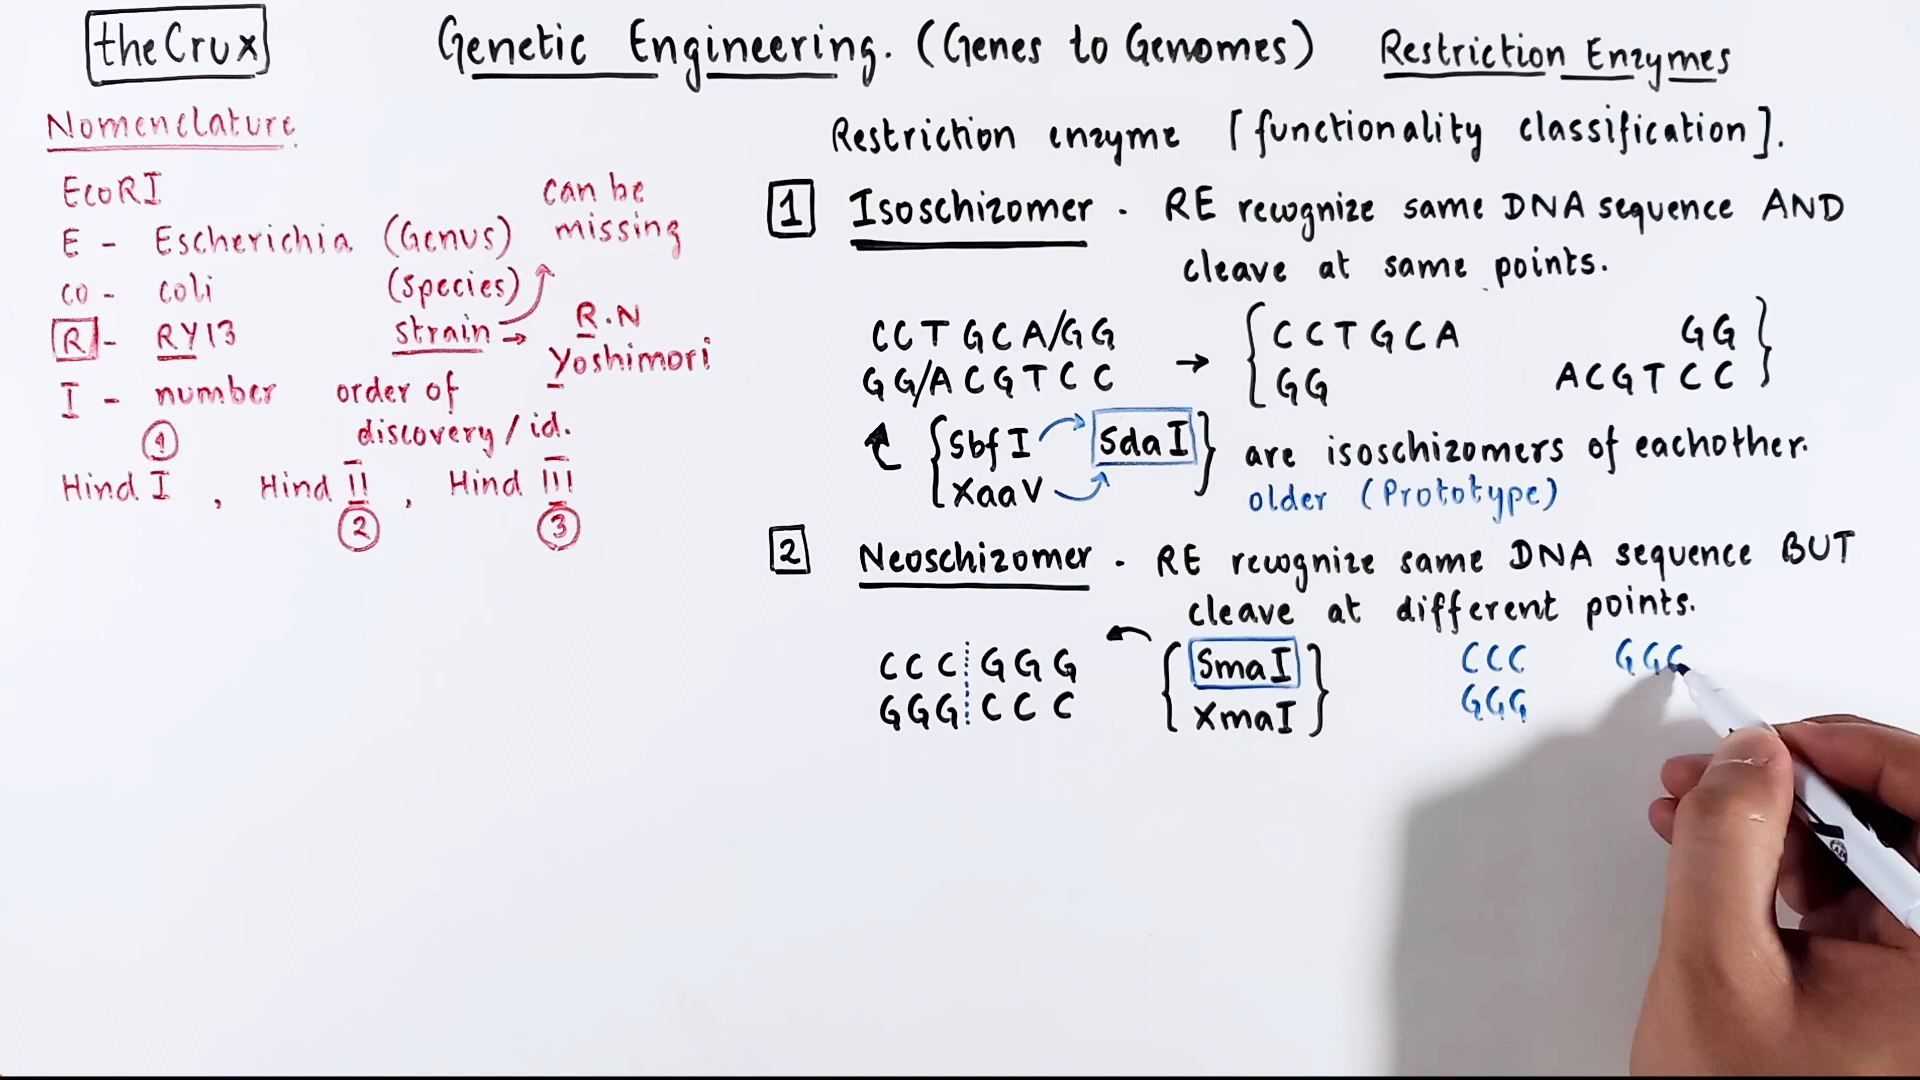 theCrux
Genetic Engineering. (Genes to Genomes) Restriction Enzymes
Nomenclature.
EcoRI
E - Escherichia (Genus)
co - coli (species)
R - RY13 strain →
can be
missing
R.N
Yoshimori
I - number order of
discovery / id.
1
Hind I , Hind II , Hind III
2 3
Restriction enzyme [functionality classification].
1 Isoschizomer - RE recognize same DNA sequence AND
cleave at same points.
CCTGCA/GG
GG/ACGTCC
→
CCTGCA GG
GG ACGTCC
{SbfI SdaI} are isoschizomers of eachother.
XaaV older (Prototype)
2 Neoschizomer - RE recognize same DNA sequence BUT
cleave at different points.
CCC GGG { SmaI } CCC GGG
GGG CCC XmaI GGG